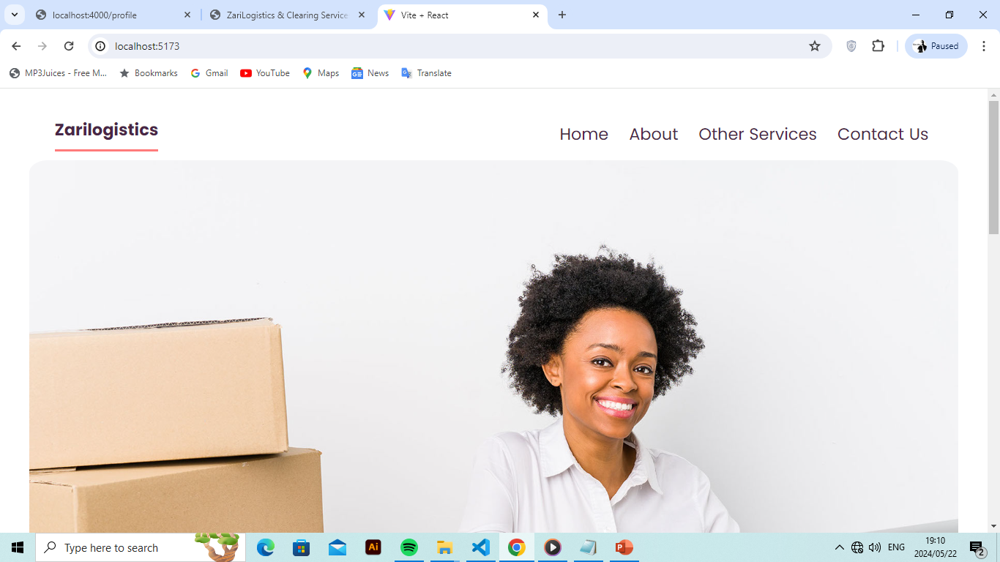 localhost:4000/profile
ZariLogistics & Clearing Service
Vite + React
localhost:5173
Paused
MP3Juices - Free M...
Bookmarks
Gmail
YouTube
Maps
News
Translate
Zarilogistics
Home
About
Other Services
Contact Us
Type here to search
Ai
ENG
19:10
2024/05/22
2